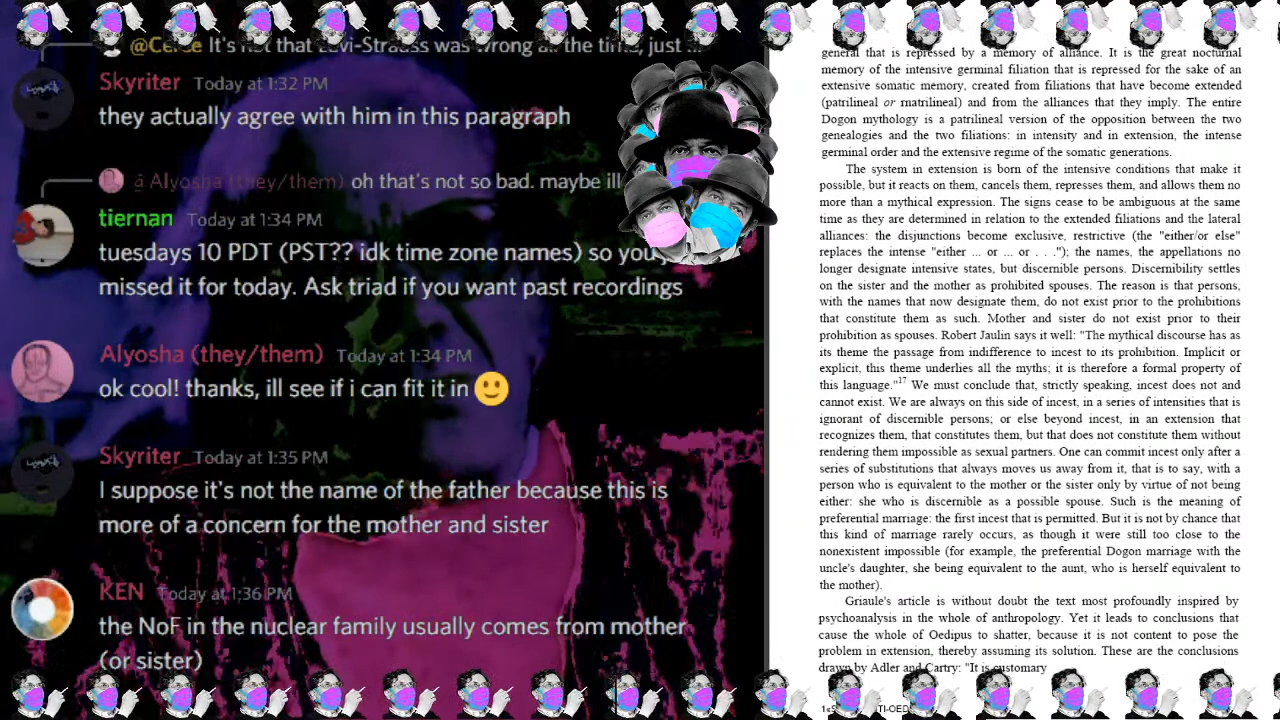 @Cerce It's not that Levi-Strauss was wrong all the time, just ...
Skyriter Today at 1:32 PM
they actually agree with him in this paragraph
Alyosha (they/them) oh that's not so bad. maybe ill
tiernan Today at 1:34 PM
tuesdays 10 PDT (PST?? idk time zone names) so you
missed it for today. Ask triad if you want past recordings
Alyosha (they/them) Today at 1:34 PM
ok cool! thanks, ill see if i can fit it in 🙂
Skyriter Today at 1:35 PM
I suppose it's not the name of the father because this is
more of a concern for the mother and sister
KEN Today at 1:36 PM
the NoF in the nuclear family usually comes from mother
(or sister)
general that is repressed by a memory of alliance. It is the great nocturnal
memory of the intensive germinal filiation that is repressed for the sake of an
extensive somatic memory, created from filiations that have become extended
(patrilineal or rnatrilineal) and from the alliances that they imply. The entire
Dogon mythology is a patrilineal version of the opposition between the two
genealogies and the two filiations: in intensity and in extension, the intense
germinal order and the extensive regime of the somatic generations.
The system in extension is born of the intensive conditions that make it
possible, but it reacts on them, cancels them, represses them, and allows them no
more than a mythical expression. The signs cease to be ambiguous at the same
time as they are determined in relation to the extended filiations and the lateral
alliances: the disjunctions become exclusive, restrictive (the "either/or else"
replaces the intense "either ... or ... or . . ."); the names, the appellations no
longer designate intensive states, but discernible persons. Discernibility settles
on the sister and the mother as prohibited spouses. The reason is that persons,
with the names that now designate them, do not exist prior to the prohibitions
that constitute them as such. Mother and sister do not exist prior to their
prohibition as spouses. Robert Jaulin says it well: "The mythical discourse has as
its theme the passage from indifference to incest to its prohibition. Implicit or
explicit, this theme underlies all the myths; it is therefore a formal property of
this language."17 We must conclude that, strictly speaking, incest does not and
cannot exist. We are always on this side of incest, in a series of intensities that is
ignorant of discernible persons; or else beyond incest, in an extension that
recognizes them, that constitutes them, but that does not constitute them without
rendering them impossible as sexual partners. One can commit incest only after a
series of substitutions that always moves us away from it, that is to say, with a
person who is equivalent to the mother or the sister only by virtue of not being
either: she who is discernible as a possible spouse. Such is the meaning of
preferential marriage: the first incest that is permitted. But it is not by chance that
this kind of marriage rarely occurs, as though it were still too close to the
nonexistent impossible (for example, the preferential Dogon marriage with the
uncle's daughter, she being equivalent to the aunt, who is herself equivalent to
the mother).
Griaule's article is without doubt the text most profoundly inspired by
psychoanalysis in the whole of anthropology. Yet it leads to conclusions that
cause the whole of Oedipus to shatter, because it is not content to pose the
problem in extension, thereby assuming its solution. These are the conclusions
drawn by Adler and Cartry: "It is customary